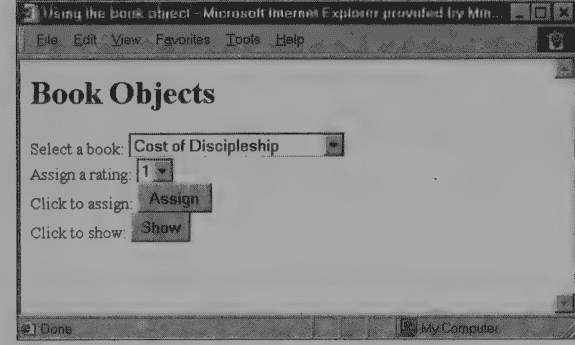 Using the book object - Microsoft Internet Explorer provided by Min...
File Edit View Favorites Tools Help
Book Objects
Select a book: Cost of Discipleship
Assign a rating: 1
Click to assign: Assign
Click to show: Show
Done My Computer